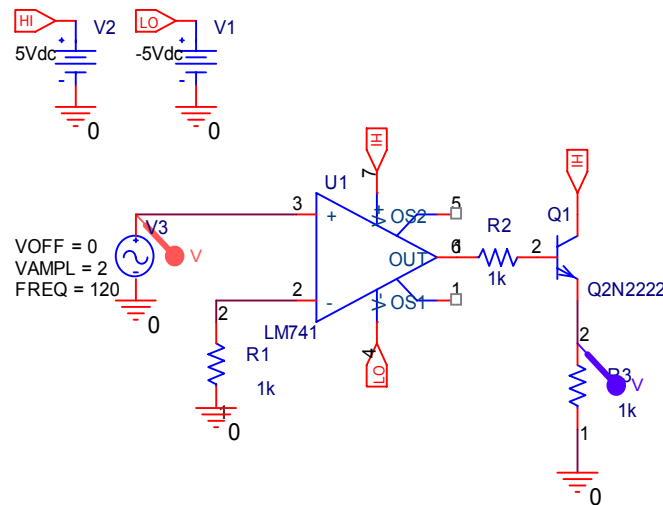 HI
V2
5Vdc
+
-
0
LO
V1
-5Vdc
+
-
0
HI
7
U1
V+
OS2
5
3
+
V3
V
VOFF = 0
VAMPL = 2
FREQ = 120
+
-
0
2
-
OUT
6
R2
1k
2
HI
Q1
Q2N2222
V-
OS1
1
LM741
4
LO
2
R1
1k
1
0
2
R3
V
1k
1
0